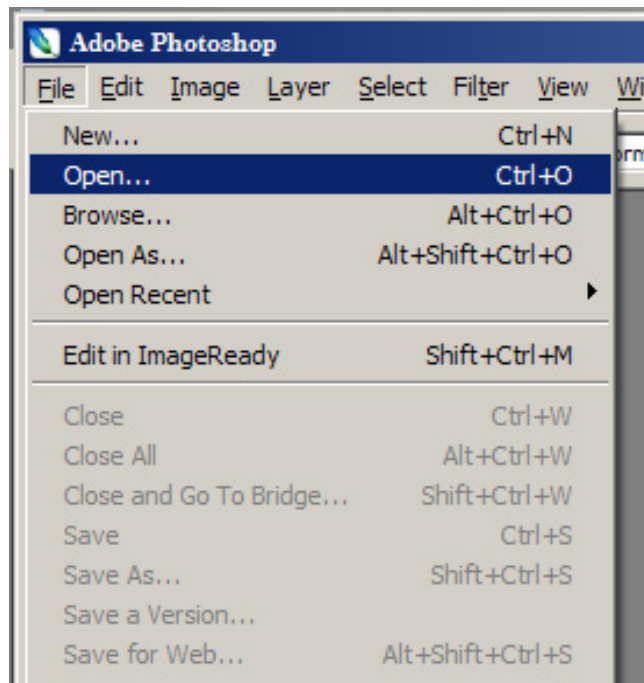 Adobe Photoshop
File Edit Image Layer Select Filter View
New... Ctrl+N
Open... Ctrl+O
Browse... Alt+Ctrl+O
Open As... Alt+Shift+Ctrl+O
Open Recent
Edit in ImageReady Shift+Ctrl+M
Close Ctrl+W
Close All Alt+Ctrl+W
Close and Go To Bridge... Shift+Ctrl+W
Save Ctrl+S
Save As... Shift+Ctrl+S
Save a Version...
Save for Web... Alt+Shift+Ctrl+S